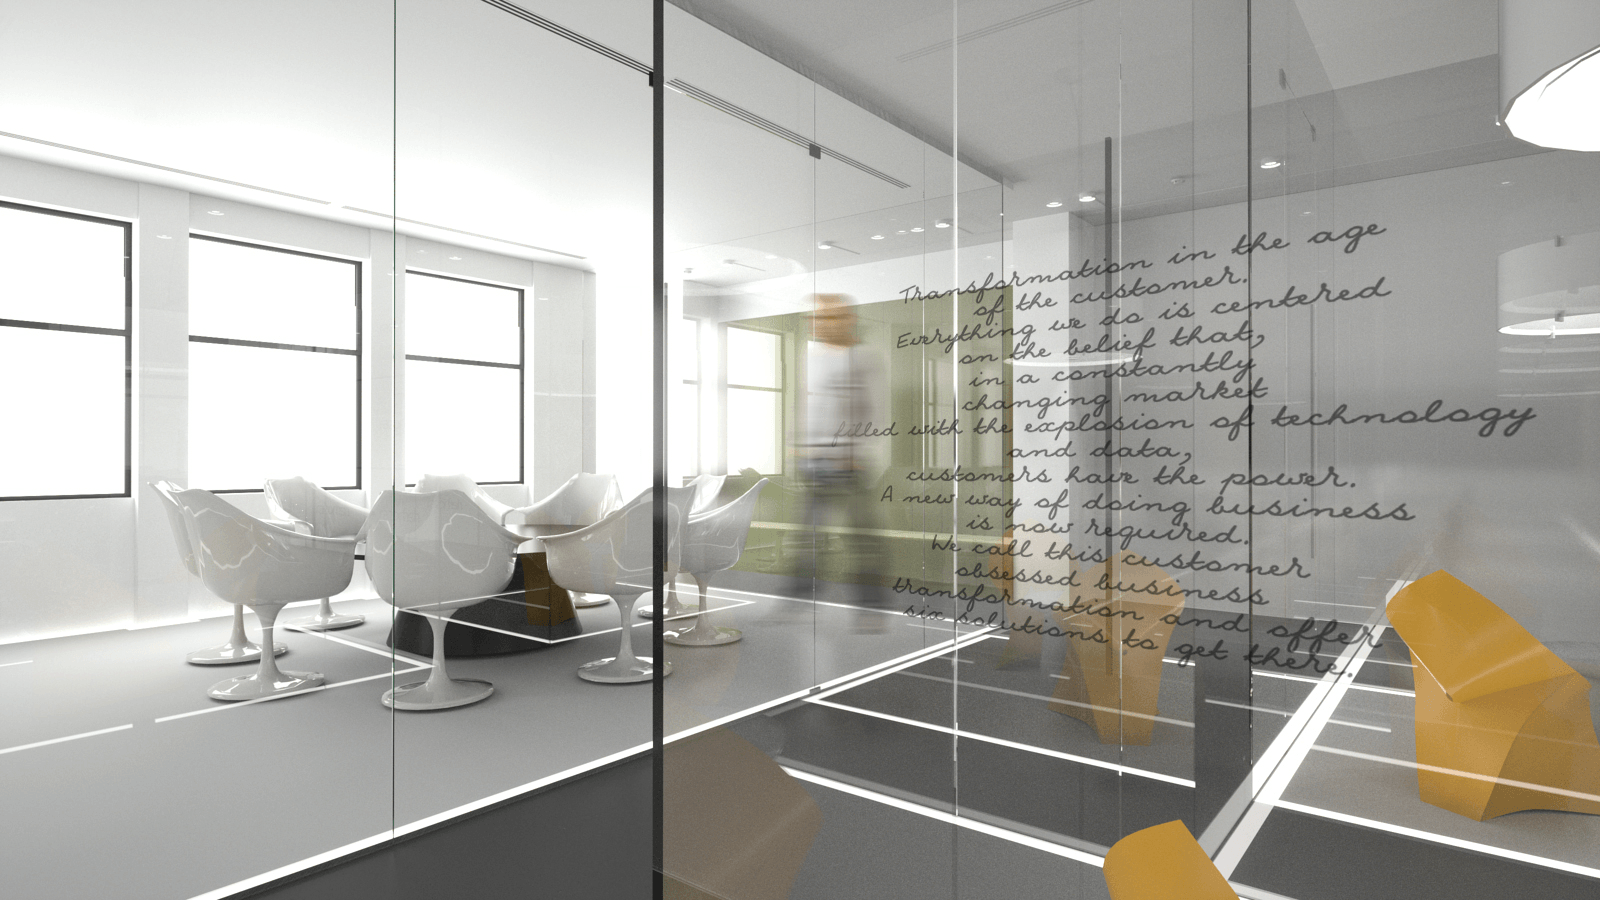 Transformation in the age
of the customer.
Everything we do is centered
on the belief that,
in a constantly
changing market
filled with the explosion of technology
and data,
customers have the power.
A new way of doing business
is now required.
We call this customer
obsessed business
transformation and offer
six solutions to get there.